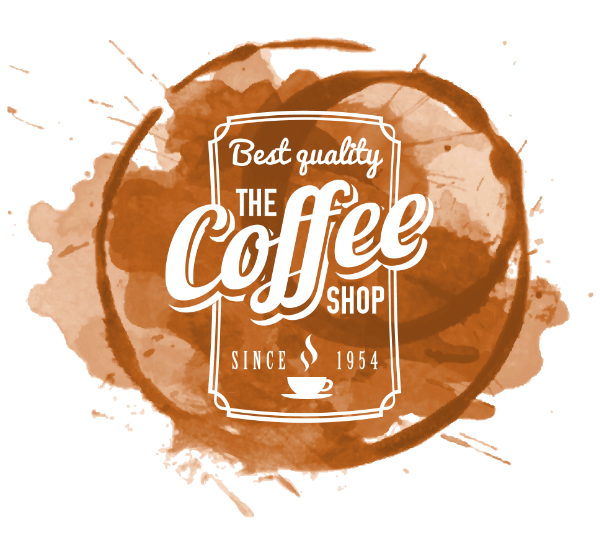 Best quality
THE
Coffee
SHOP
SINCE 1954